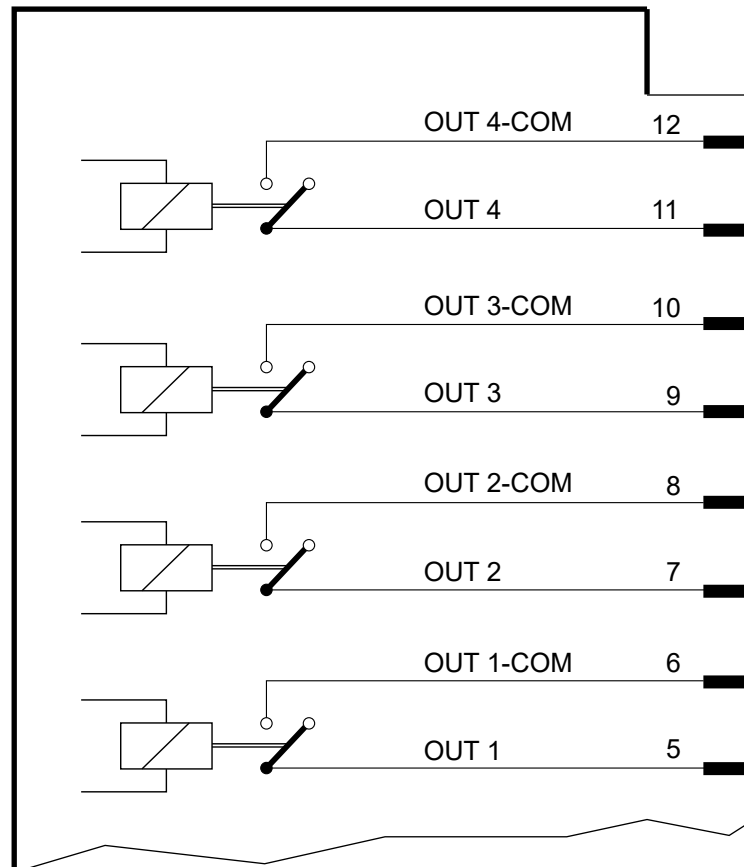 OUT 4-COM 12
OUT 4 11
OUT 3-COM 10
OUT 3 9
OUT 2-COM 8
OUT 2 7
OUT 1-COM 6
OUT 1 5